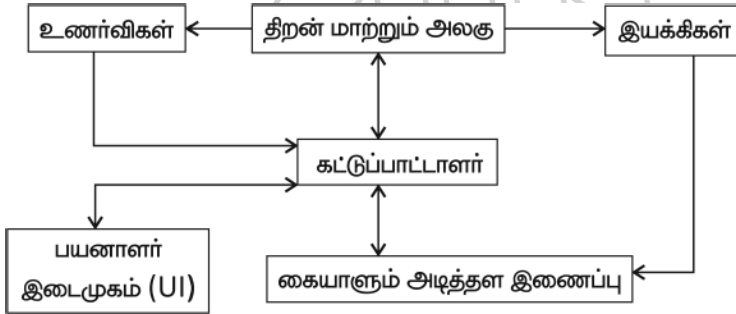 உணர்விகள்
திறன் மாற்றும் அலகு
இயக்கிகள்
கட்டுப்பாட்டாளர்
பயனாளர்
இடைமுகம் (UI)
கையாளும் அடித்தள இணைப்பு